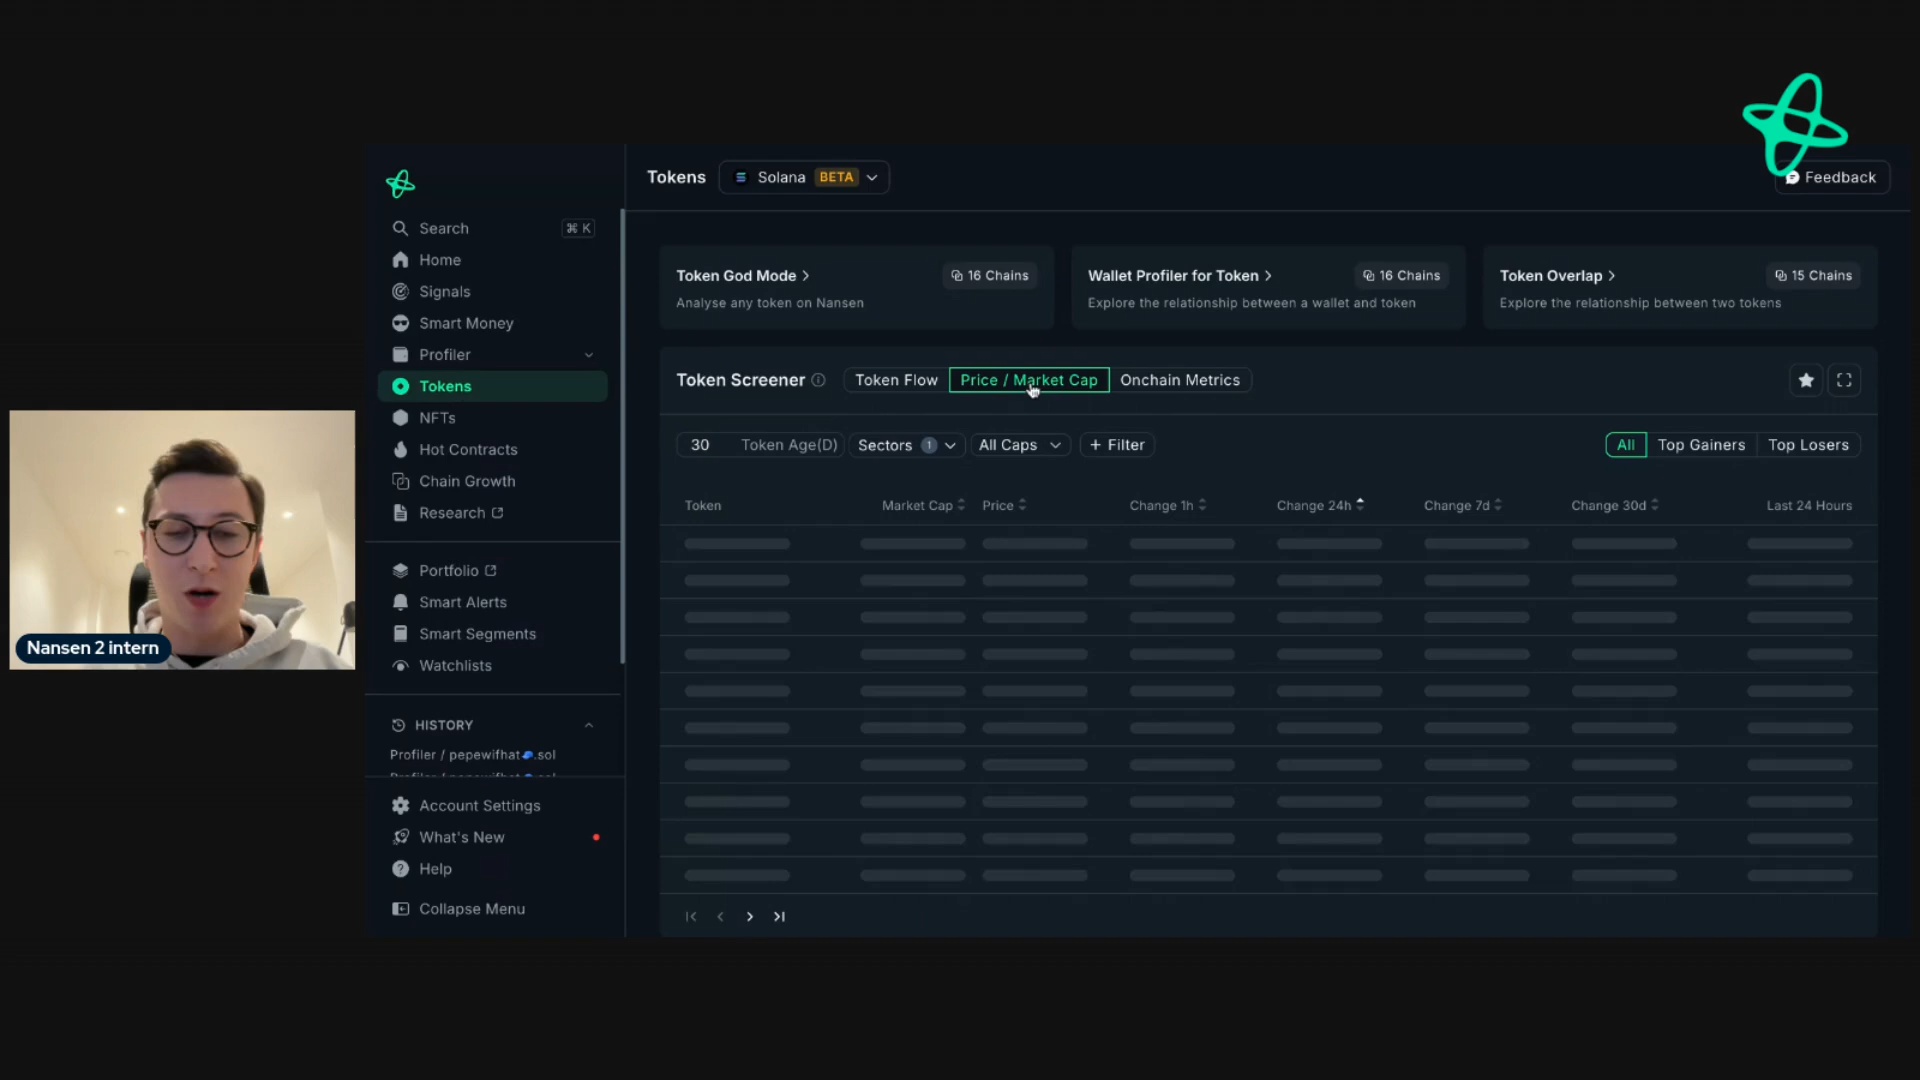 Tokens Solana BETA
Feedback
Search ⌘ K
Home
Signals
Smart Money
Profiler
Tokens
NFTs
Hot Contracts
Chain Growth
Research
Portfolio
Smart Alerts
Smart Segments
Watchlists
HISTORY
Profiler / pepewifhat .sol
Account Settings
What's New
Help
Collapse Menu
Token God Mode 16 Chains
Analyse any token on Nansen
Wallet Profiler for Token 16 Chains
Explore the relationship between a wallet and token
Token Overlap 15 Chains
Explore the relationship between two tokens
Token Screener Token Flow Price / Market Cap Onchain Metrics
30 Token Age(D) Sectors 1 All Caps + Filter All Top Gainers Top Losers
Token Market Cap Price Change 1h Change 24h Change 7d Change 30d Last 24 Hours
Nansen 2 intern